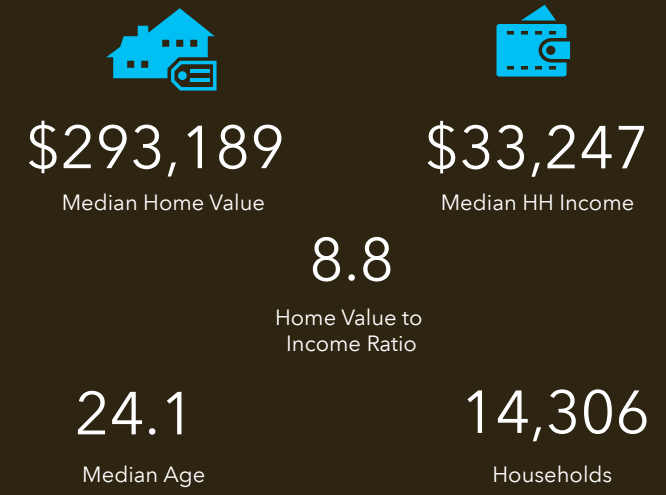 $293,189
$33,247
Median Home Value
Median HH Income
8.8
Home Value to
Income Ratio
24.1
14,306
Median Age
Households